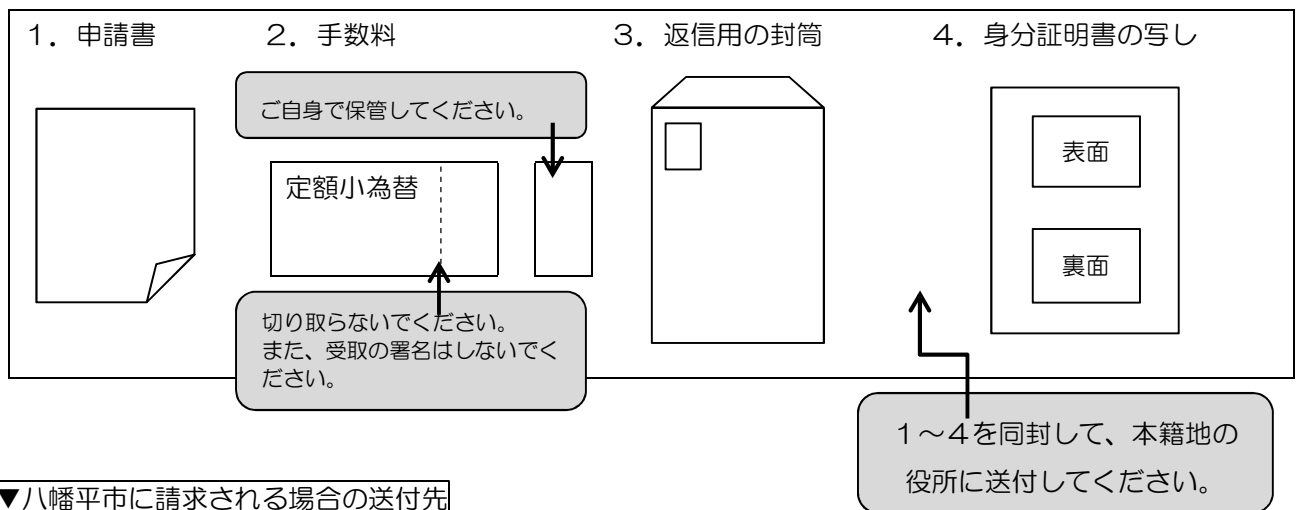 1．申請書
2．手数料
3．返信用の封筒
4．身分証明書の写し
ご自身で保管してください。
定額小為替
切り取らないでください。
また、受取の署名はしないでく
ださい。
表面
裏面
1～4を同封して、本籍地の
役所に送付してください。
▼八幡平市に請求される場合の送付先